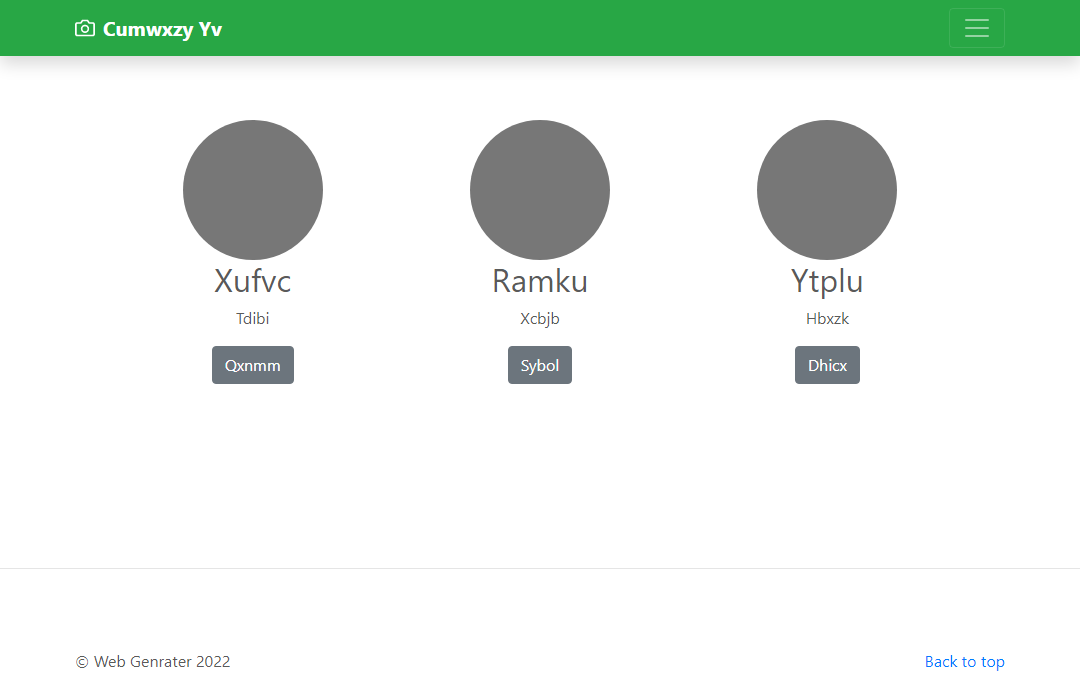 Cumwxzy Yv
Xufvc
Tdibi
Qxnmm
Ramku
Xcbjb
Sybol
Ytplu
Hbxzk
Dhicx
© Web Genrater 2022
Back to top